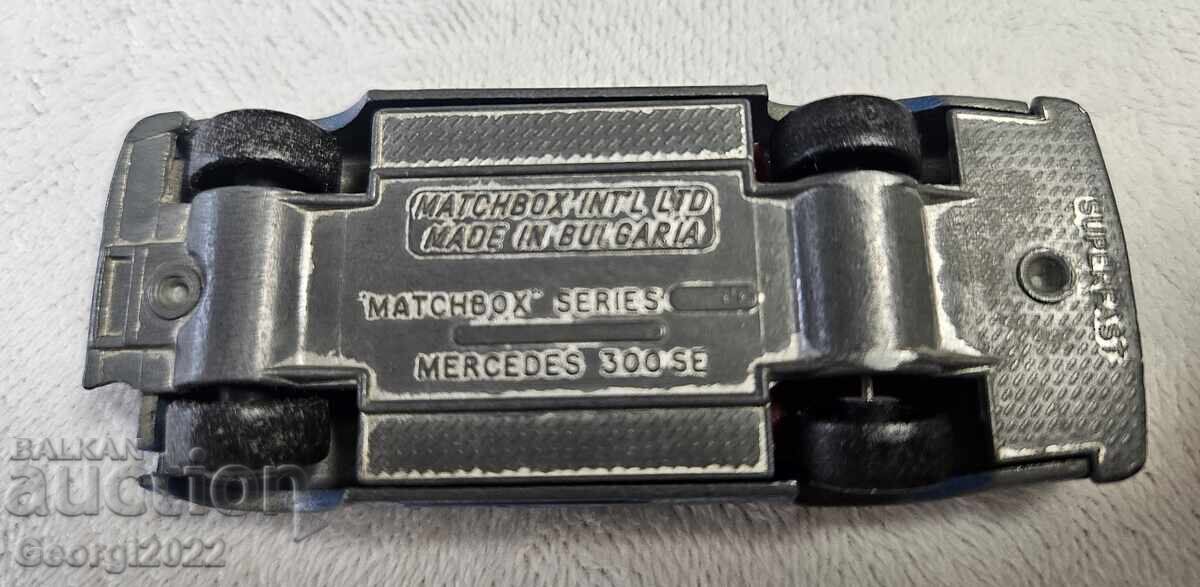 MATCHBOX INT'L LTD
MADE IN BULGARIA
"MATCHBOX" SERIES
MERCEDES 300 SE
SUPERFAST
BALKAN
auction
Georgi2022